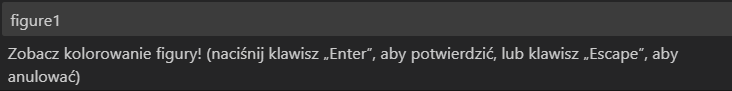 figure1
Zobacz kolorowanie figury! (naciśnij klawisz „Enter”, aby potwierdzić, lub klawisz „Escape”, aby
anulować)